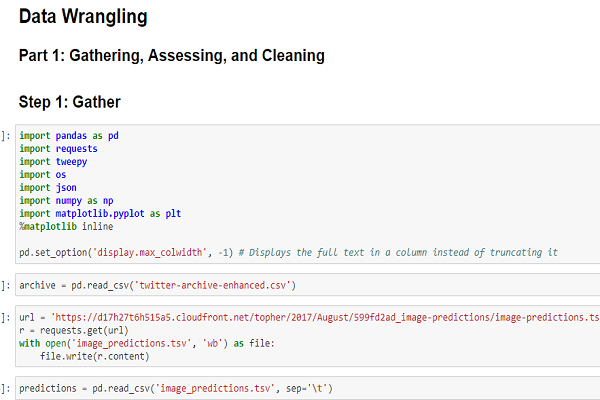 Data Wrangling
Part 1: Gathering, Assessing, and Cleaning
Step 1: Gather
]: import pandas as pd
import requests
import tweepy
import os
import json
import numpy as np
import matplotlib.pyplot as plt
%matplotlib inline
pd.set_option('display.max_colwidth', -1) # Displays the full text in a column instead of truncating it
]: archive = pd.read_csv('twitter-archive-enhanced.csv')
]: url = 'https://d17h27t6h515a5.cloudfront.net/topher/2017/August/599fd2ad_image-predictions/image-predictions.ts
r = requests.get(url)
with open('image_predictions.tsv', 'wb') as file:
    file.write(r.content)
]: predictions = pd.read_csv('image_predictions.tsv', sep='\t')